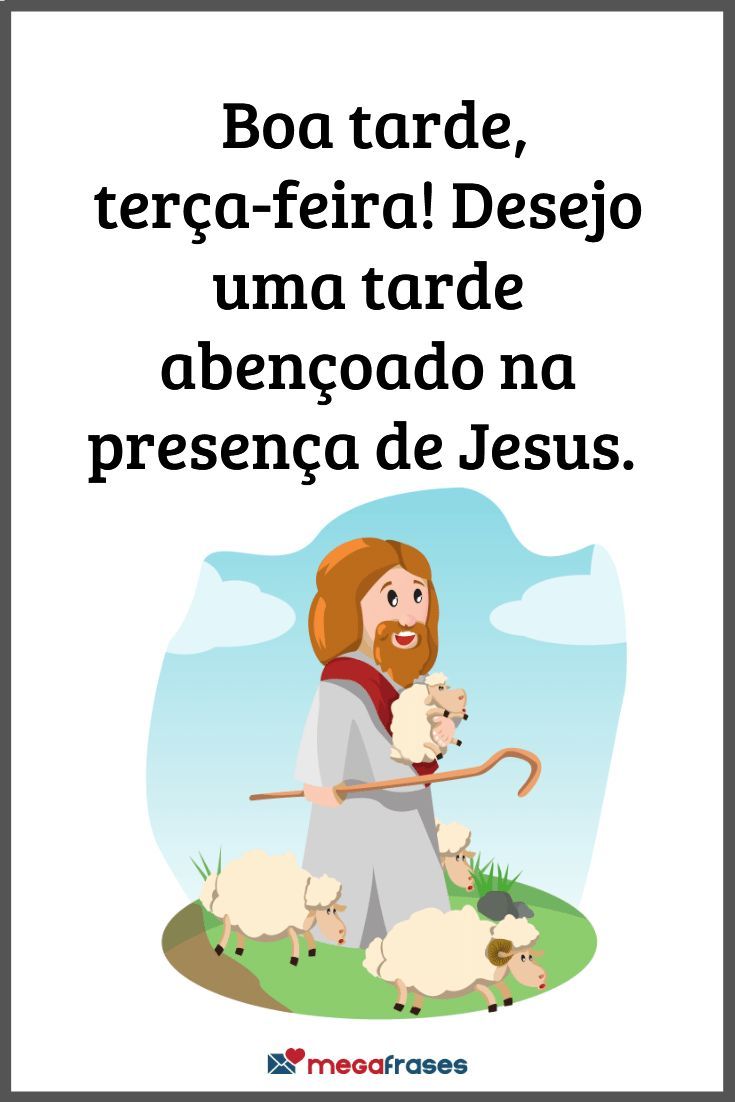 Boa tarde,
terça-feira! Desejo
uma tarde
abençoado na
presença de Jesus.
megafrases